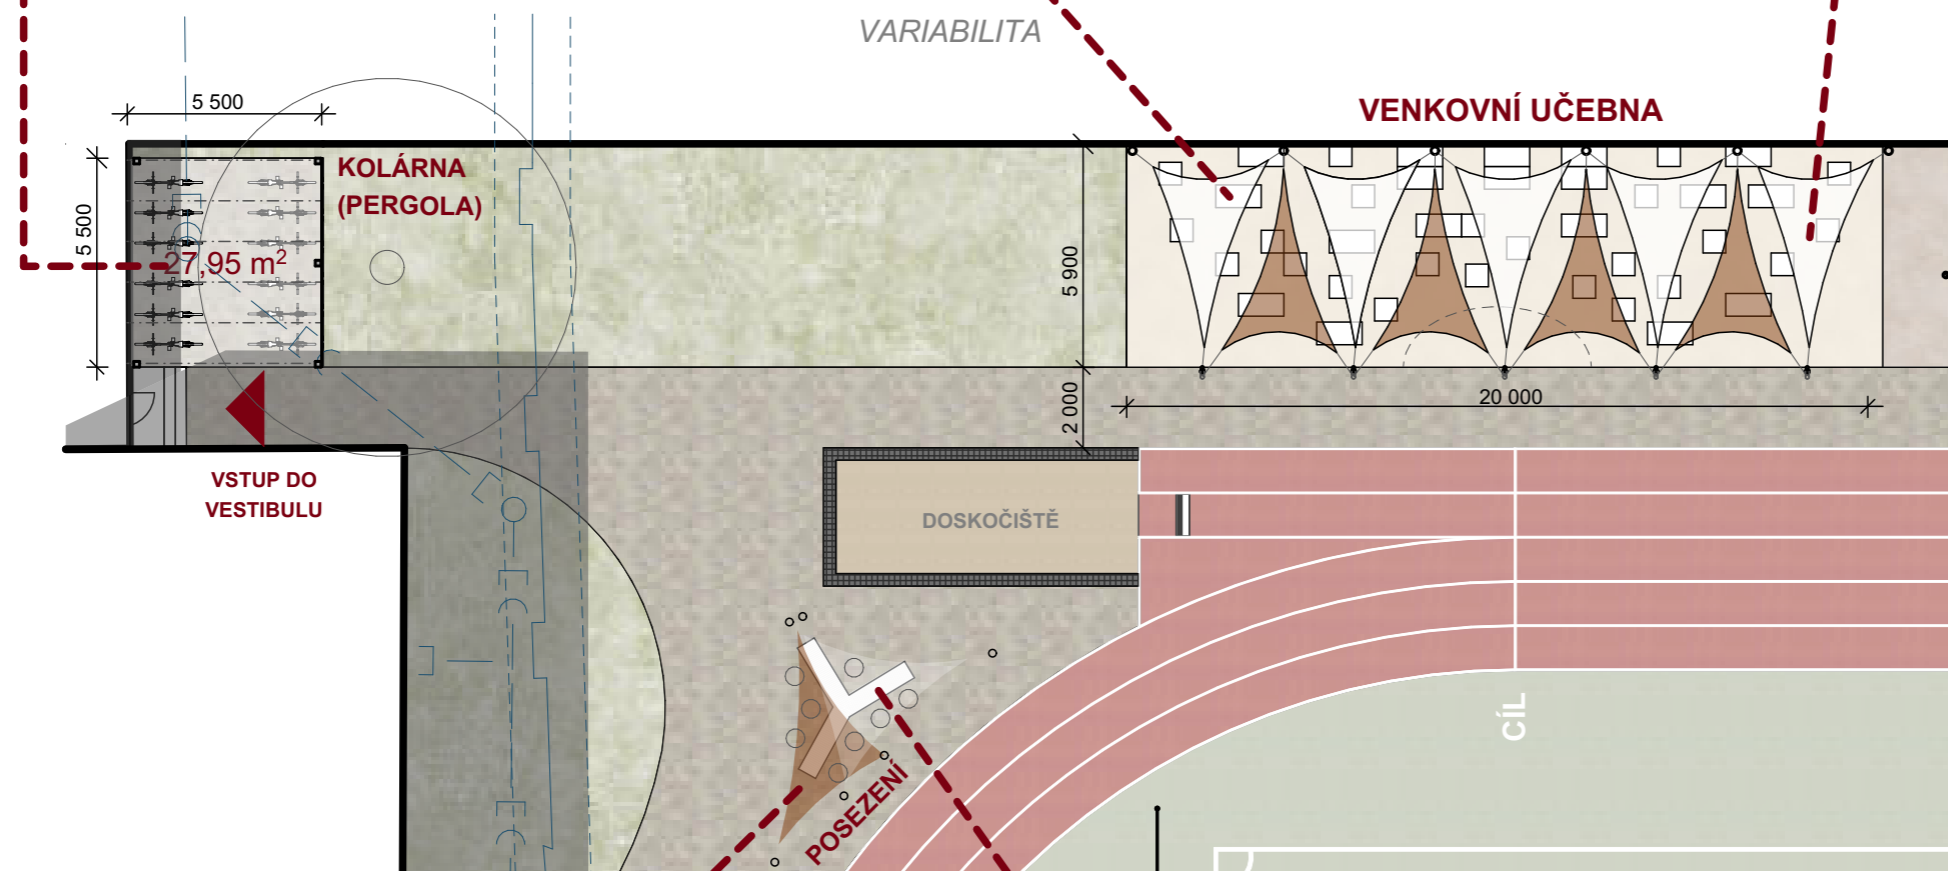 VARIABILITA
5 500
VENKOVNÍ UČEBNA
KOLÁRNA
(PERGOLA)
5 500
27,95 m²
5 900
20 000
2 000
VSTUP DO
VESTIBULU
DOSKOČIŠTĚ
CÍL
POSEZENÍ